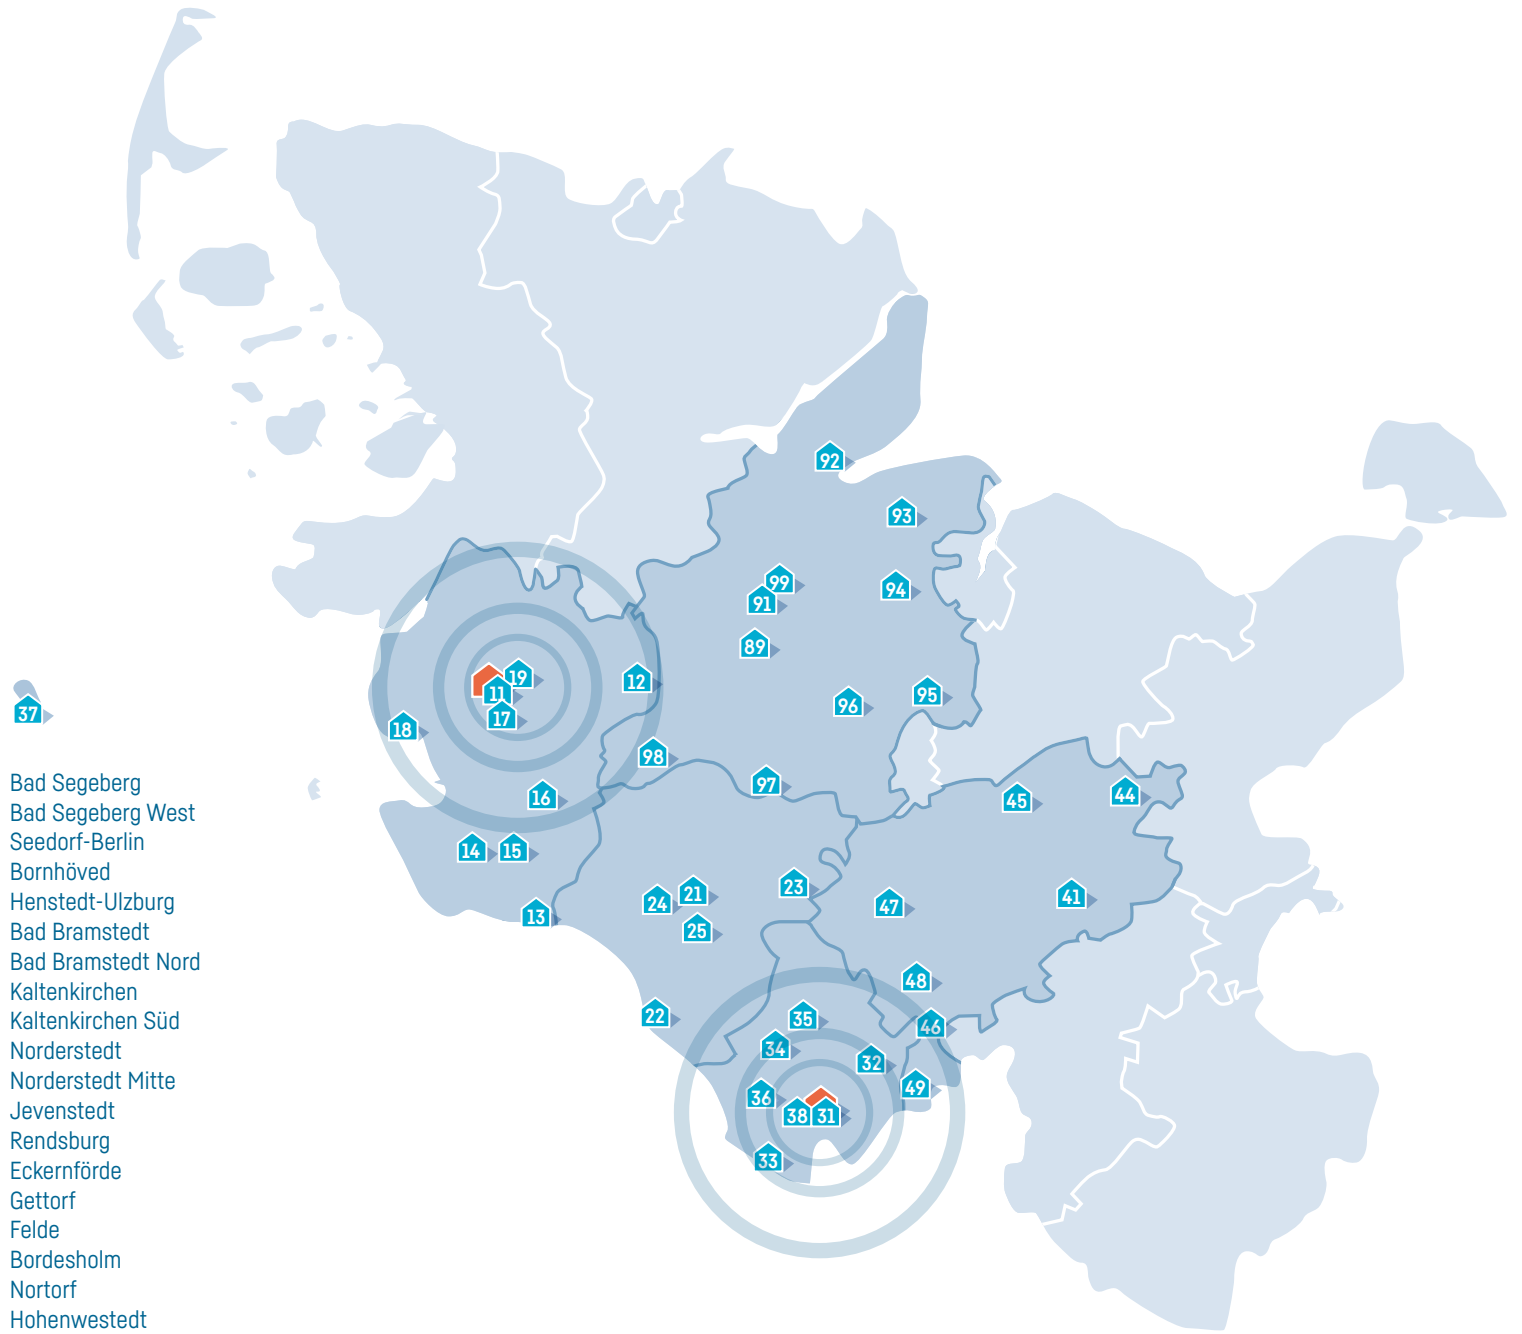 92
93
99
94
91
89
19
12
11
95
96
37
17
18
98
97
45
44
16
14
15
23
21
41
24
47
13
25
48
22
35
46
34
32
49
36
38
31
33
Bad Segeberg
Bad Segeberg West
Seedorf-Berlin
Bornhöved
Henstedt-Ulzburg
Bad Bramstedt
Bad Bramstedt Nord
Kaltenkirchen
Kaltenkirchen Süd
Norderstedt
Norderstedt Mitte
Jevenstedt
Rendsburg
Eckernförde
Gettorf
Felde
Bordesholm
Nortorf
Hohenwestedt